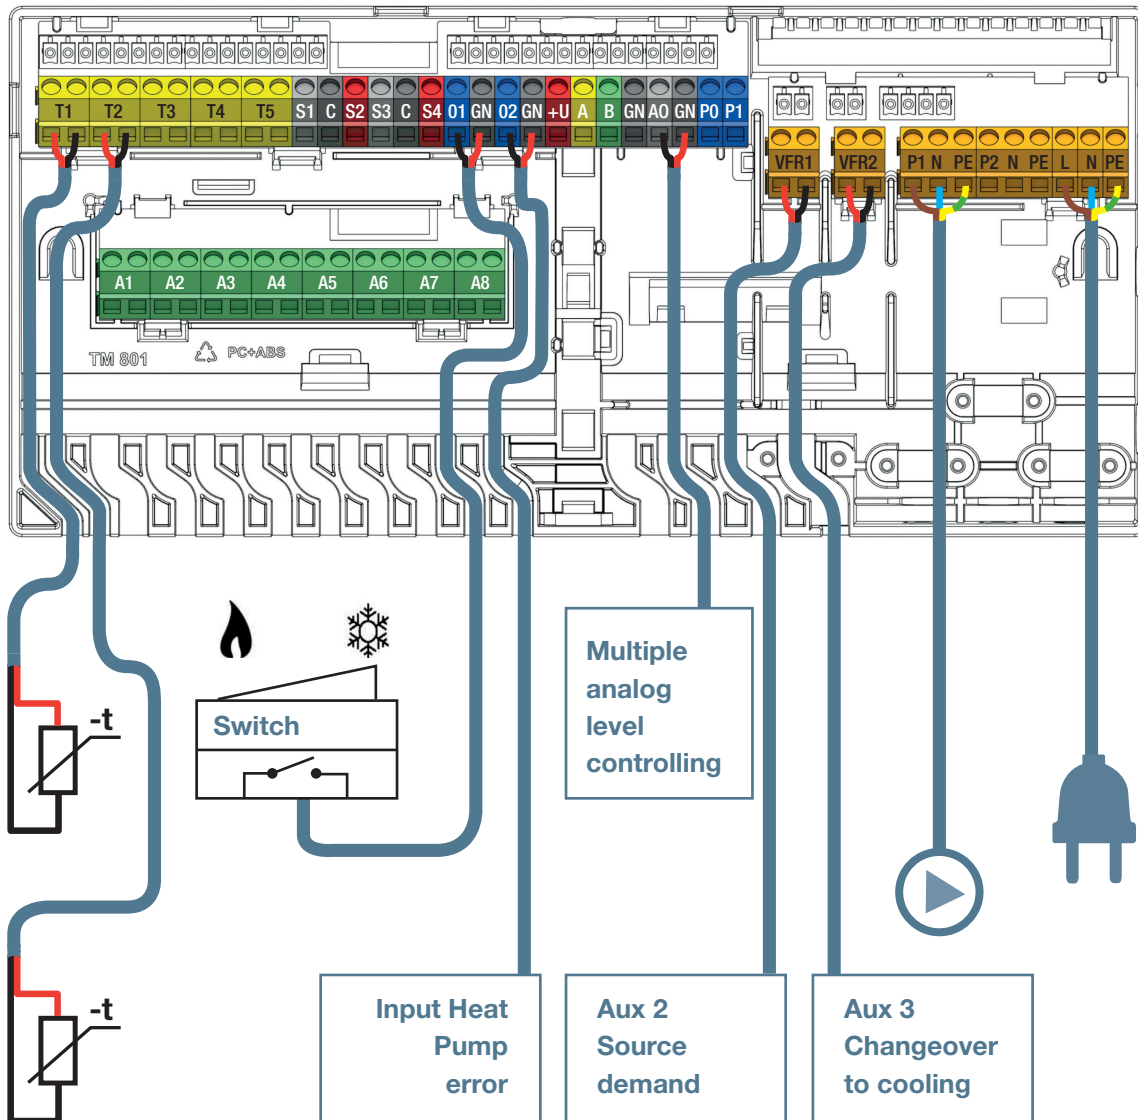 T1 T2 T3 T4 T5 S1 C S2 S3 C S4 01 GN 02 GN +U A B GN AO GN P0 P1
VFR1 VFR2 P1 N PE P2 N PE L N PE
A1 A2 A3 A4 A5 A6 A7 A8
TM 801 PC+ABS
Switch
-t
Multiple
analog
level
controlling
-t
Input Heat
Pump
error
Aux 2
Source
demand
Aux 3
Changeover
to cooling